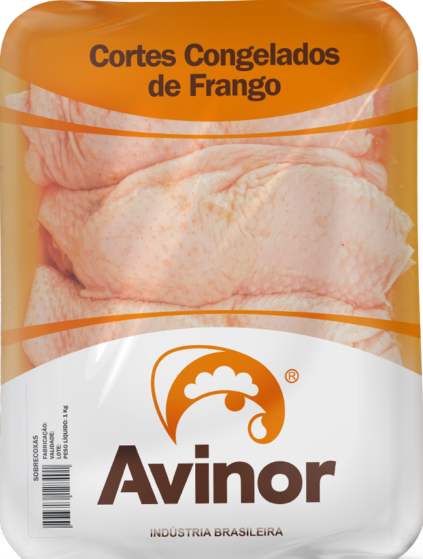 Cortes Congelados
de Frango
®
Avinor
INDÚSTRIA BRASILEIRA
SOBRECOXAS
FABRICAÇÃO:
VALIDADE:
LOTE:
PESO LÍQUIDO: 1 Kg